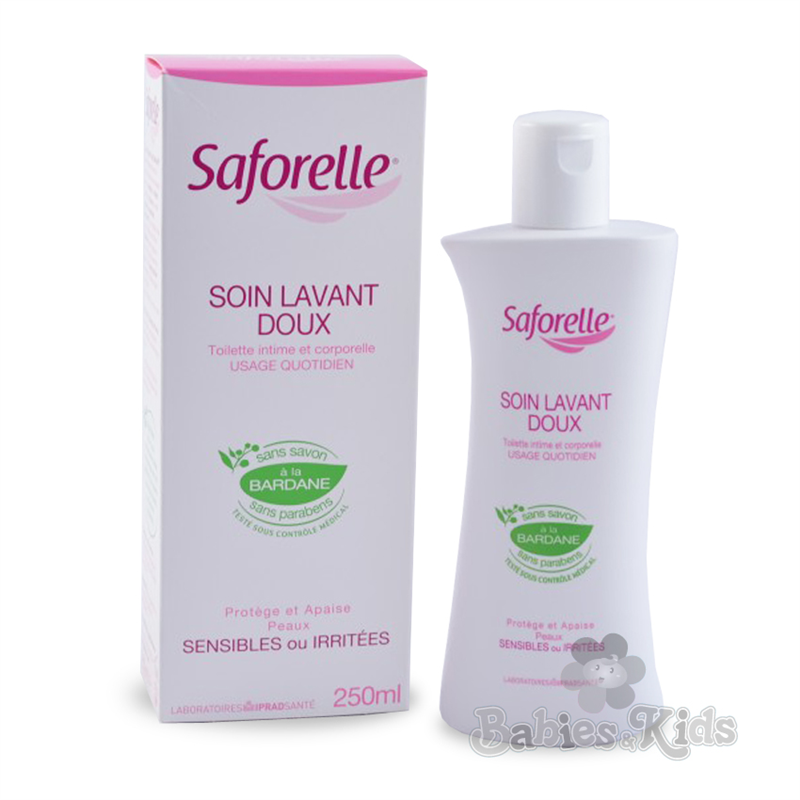 Saforelle®
SOIN LAVANT
DOUX
Toilette intime et corporelle
USAGE QUOTIDIEN
sans savon
à la
BARDANE
sans parabens
TESTÉ SOUS CONTRÔLE MÉDICAL
Protège et Apaise
Peaux
SENSIBLES ou IRRITÉES
LABORATOIRES IPRAD SANTÉ
250ml
Saforelle®
SOIN LAVANT
DOUX
Toilette intime et corporelle
USAGE QUOTIDIEN
sans savon
à la
BARDANE
sans parabens
TESTÉ SOUS CONTRÔLE MÉDICAL
Protège et Apaise
Peaux
SENSIBLES ou IRRITÉES
LABORATOIRES IPRAD SANTÉ
Babies & Kids